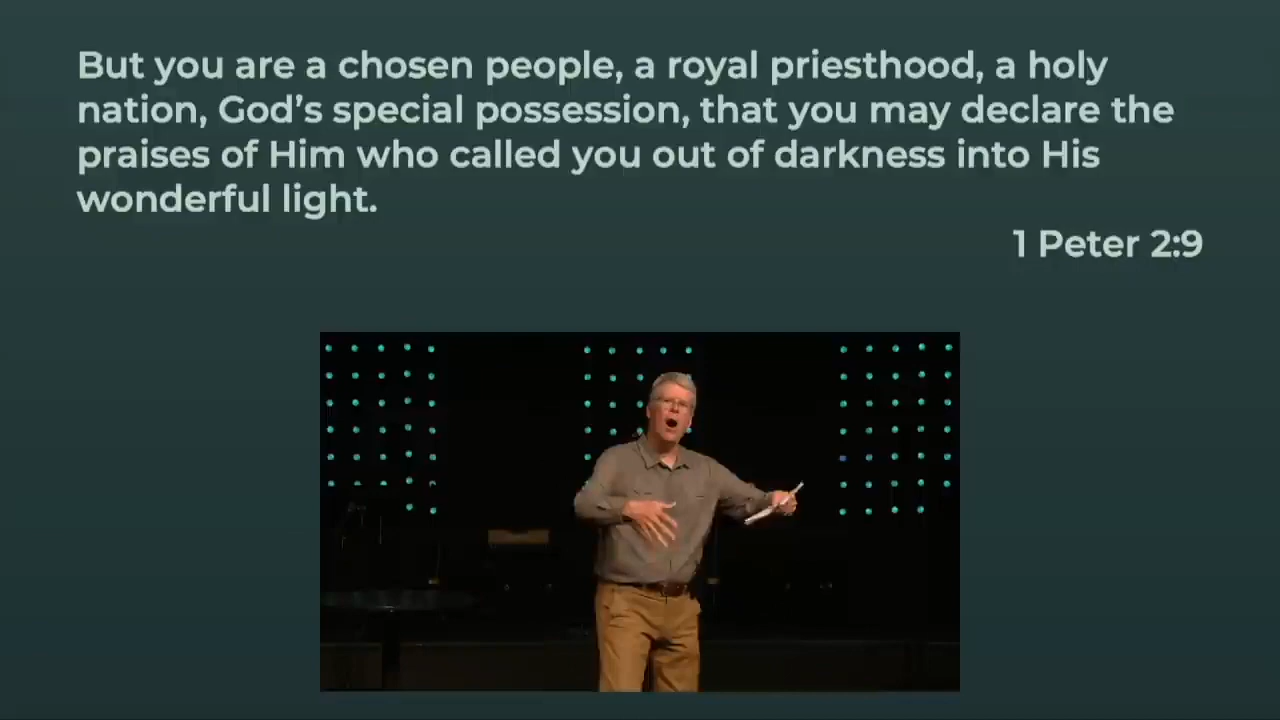 But you are a chosen people, a royal priesthood, a holy
nation, God’s special possession, that you may declare the
praises of Him who called you out of darkness into His
wonderful light.
1 Peter 2:9